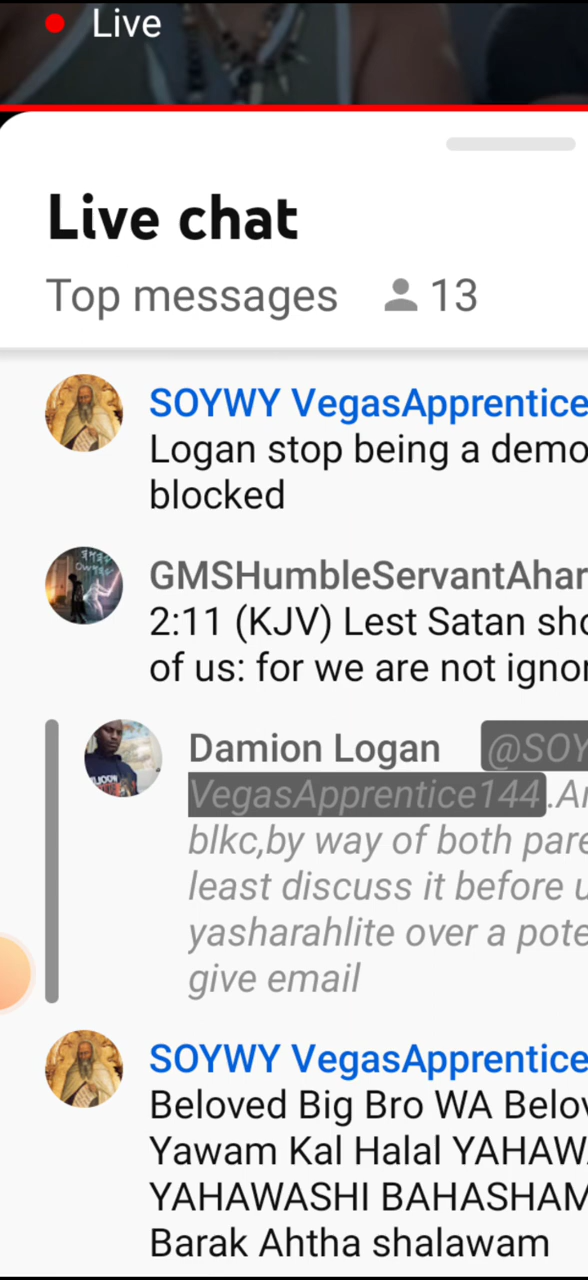 Live
Live chat
Top messages 13
SOYWY VegasApprentice
Logan stop being a demo
blocked
GMSHumbleServantAhar
2:11 (KJV) Lest Satan sho
of us: for we are not ignor
Damion Logan @SOY
VegasApprentice144.Ar
blkc,by way of both pare
least discuss it before u
yasharahlite over a pote
give email
SOYWY VegasApprentice
Beloved Big Bro WA Belov
Yawam Kal Halal YAHAWA
YAHAWASHI BAHASHAM
Barak Ahtha shalawam